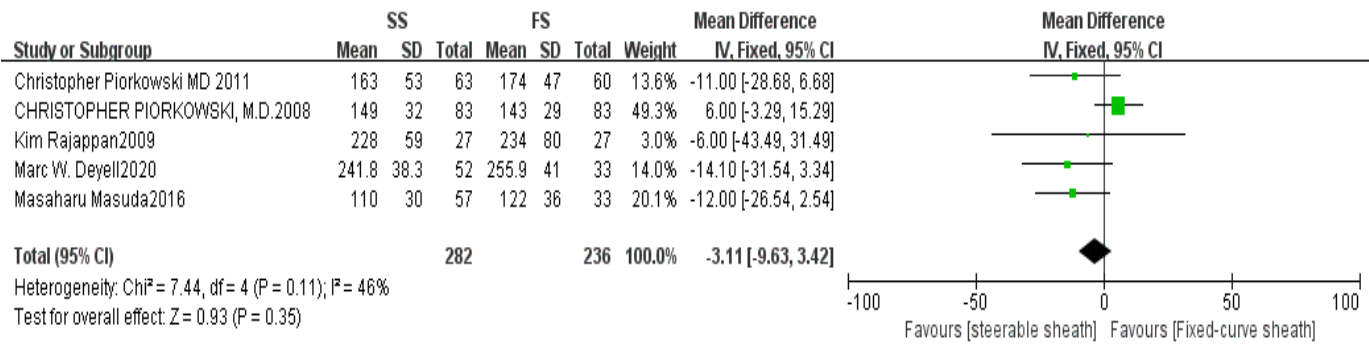 SS FS Mean Difference Mean Difference
Study or Subgroup Mean SD Total Mean SD Total Weight IV, Fixed, 95% CI IV, Fixed, 95% CI
Christopher Piorkowski MD 2011 163 53 63 174 47 60 13.6% -11.00 [-28.68, 6.68]
CHRISTOPHER PIORKOWSKI, M.D.2008 149 32 83 143 29 83 49.3% 6.00 [-3.29, 15.29]
Kim Rajappan2009 228 59 27 234 80 27 3.0% -6.00 [-43.49, 31.49]
Marc W. Deyell2020 241.8 38.3 52 255.9 41 33 14.0% -14.10 [-31.54, 3.34]
Masaharu Masuda2016 110 30 57 122 36 33 20.1% -12.00 [-26.54, 2.54]
Total (95% CI) 282 236 100.0% -3.11 [-9.63, 3.42]
Heterogeneity: Chi² = 7.44, df = 4 (P = 0.11); I² = 46%
Test for overall effect: Z = 0.93 (P = 0.35)
-100 -50 0 50 100
Favours [steerable sheath] Favours [Fixed-curve sheath]